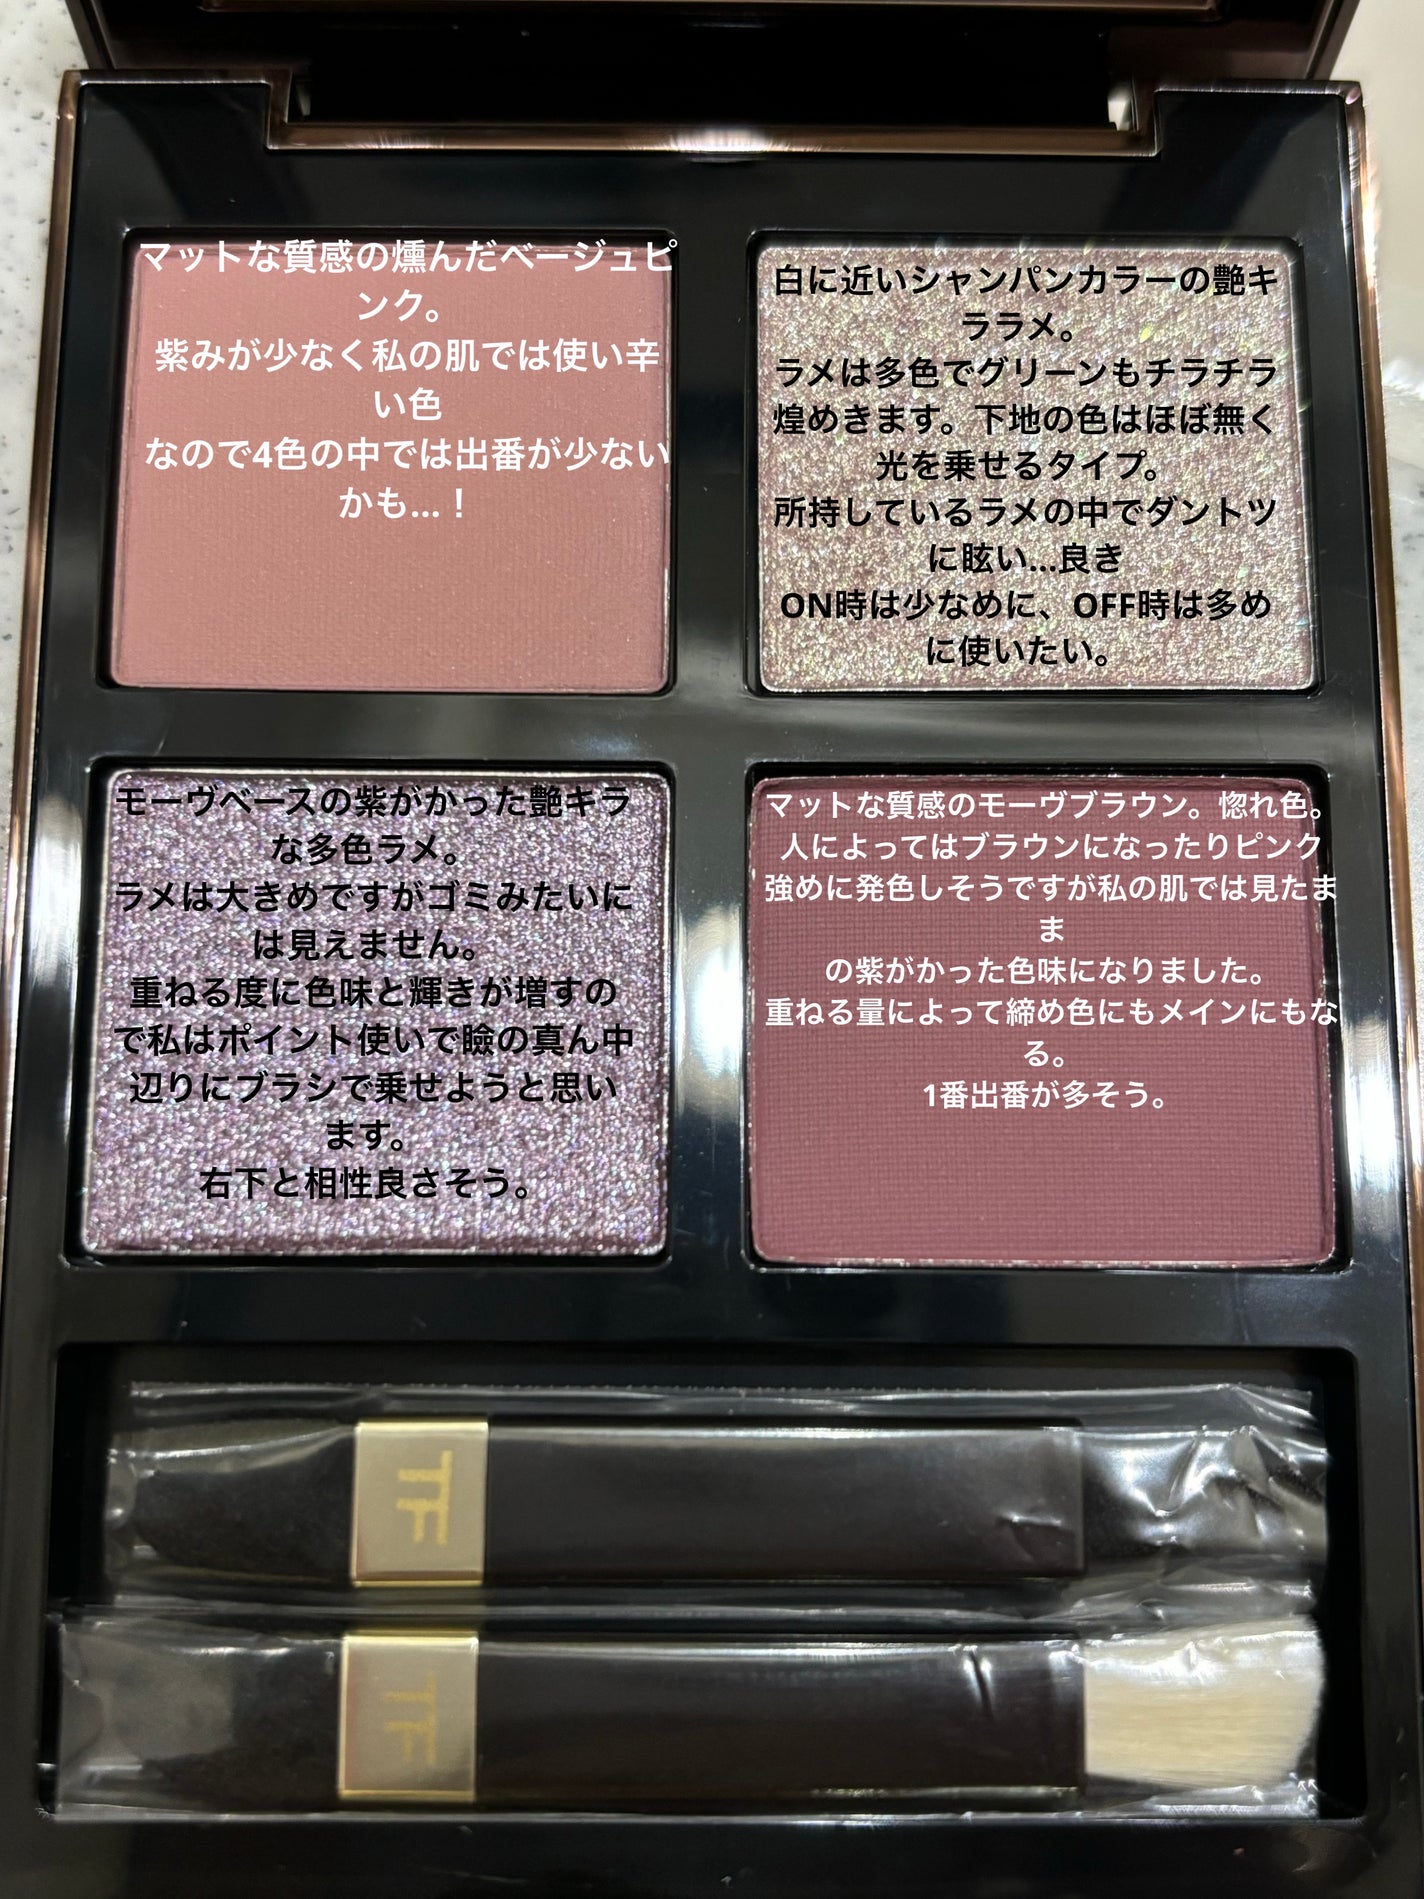 マットな質感の燻んだベージュピ
ンク。
紫みが少なく私の肌では使い辛
い色
なので4色の中では出番が少ない
かも…！
白に近いシャンパンカラーの艶キ
ララメ。
ラメは多色でグリーンもチラチラ
煌めきます。下地の色はほぼ無く
光を乗せるタイプ。
所持しているラメの中でダントツ
に眩い…良き
ON時は少なめに、OFF時は多め
に使いたい。
モーヴベースの紫がかった艶キラ
な多色ラメ。
ラメは大きめですがゴミみたいに
は見えません。
重ねる度に色味と輝きが増すの
で私はポイント使いで瞼の真ん中
辺りにブラシで乗せようと思い
ます。
右下と相性良さそう。
マットな質感のモーヴブラウン。惚れ色。
人によってはブラウンになったりピンク
強めに発色しそうですが私の肌では見たま
ま
の紫がかった色味になりました。
重ねる量によって締め色にもメインにもな
る。
1番出番が多そう。
TF
TF